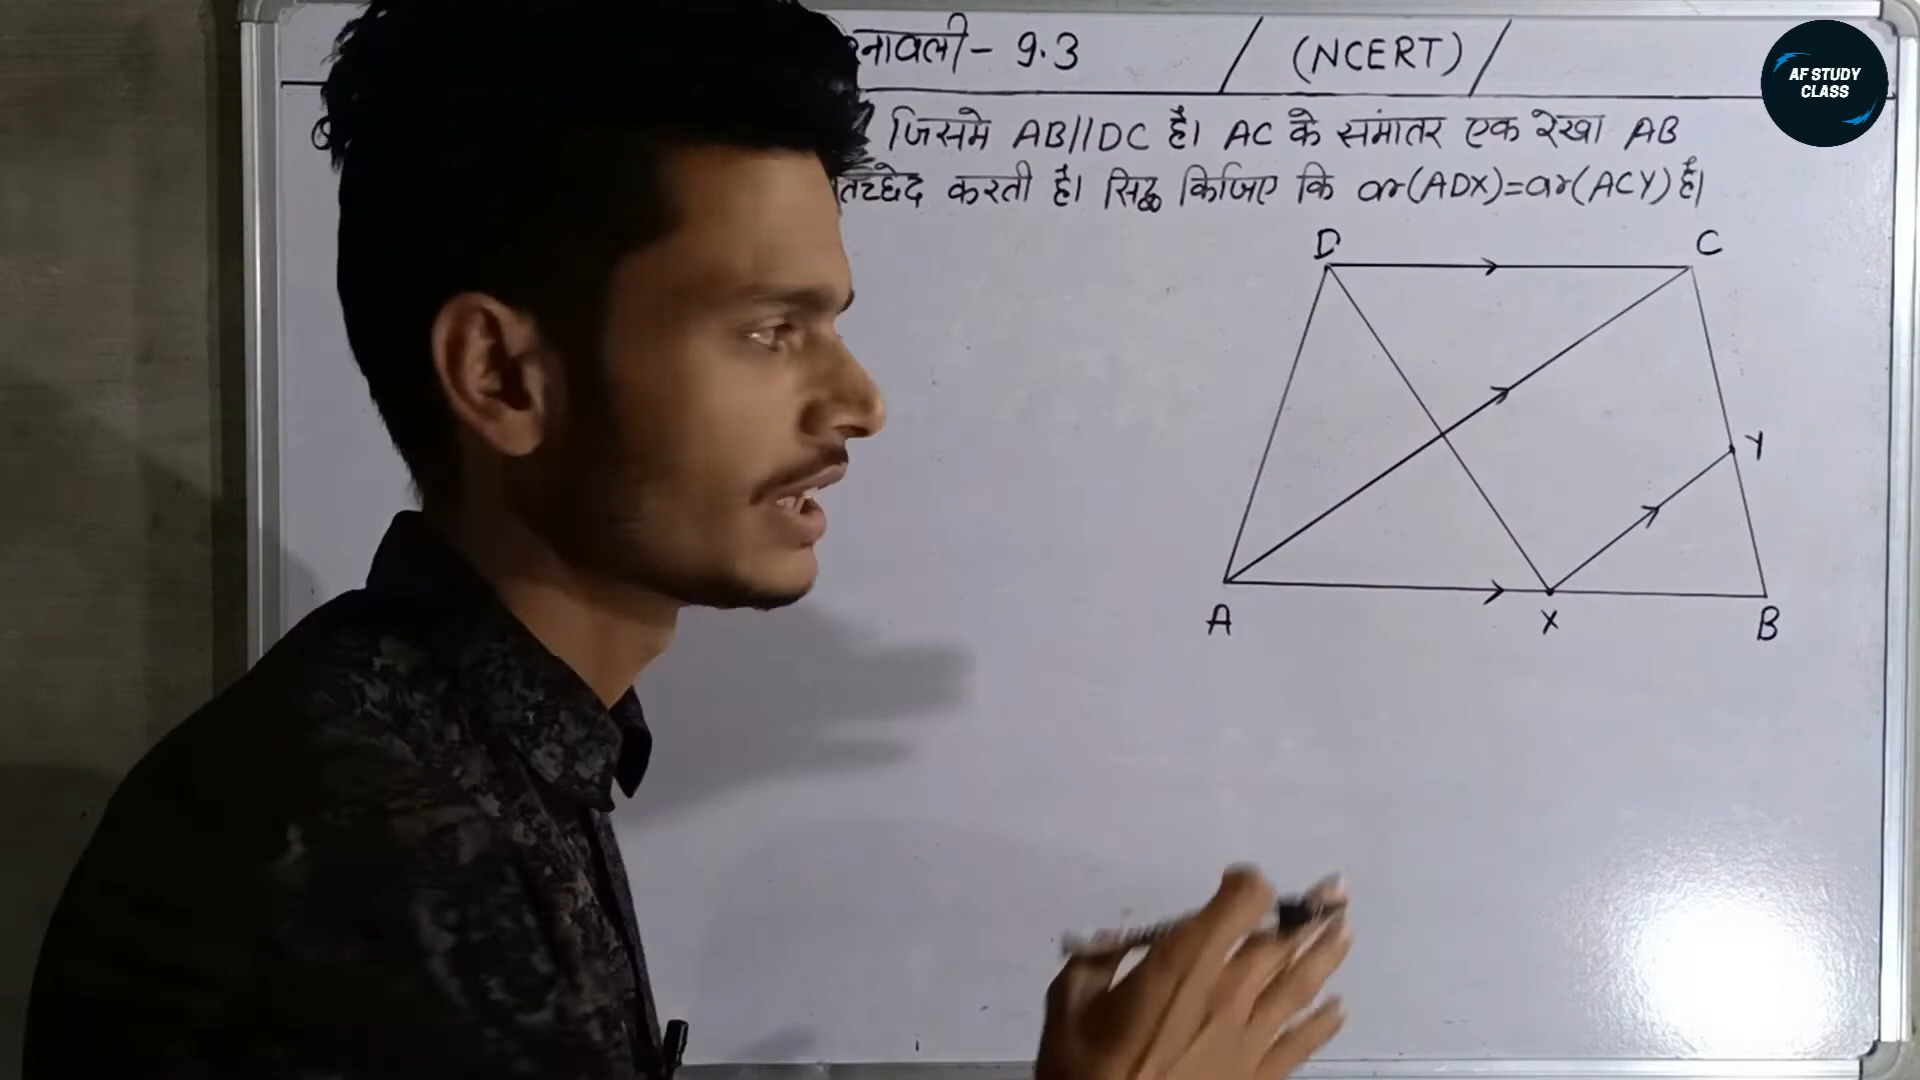 नावली - 9.3 / (NCERT) /
AF STUDY
CLASS
जिसमे AB//DC है। AC के समांतर एक रेखा AB
करती है। सिद्ध किजिए कि ar(ADX)=ar(ACY) है।
D C
Y
A X B